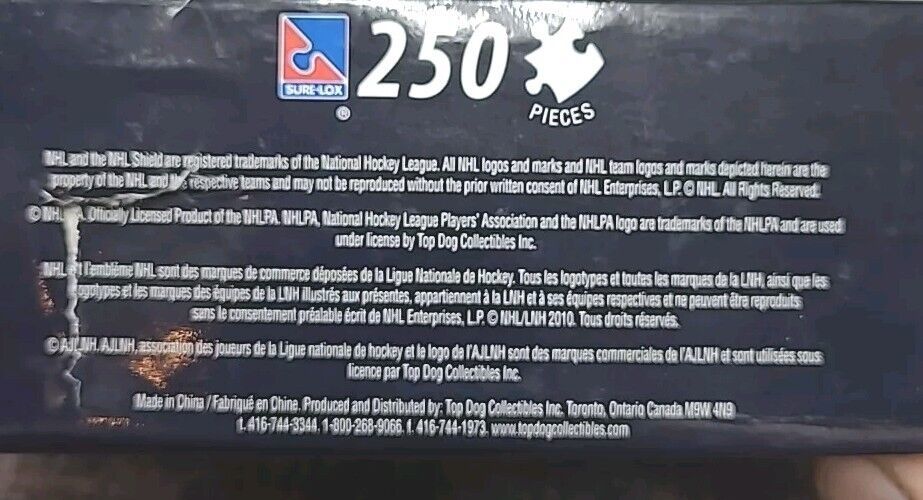 SURE-LOX
®
250
PIECES
NHL and the NHL Shield are registered trademarks of the National Hockey League. All NHL logos and marks and NHL team logos and marks depicted herein are the
property of the NHL and the respective teams and may not be reproduced without the prior written consent of NHL Enterprises, L.P. © NHL. All Rights Reserved.
© NH Officially Licensed Product of the NHLPA. NHLPA, National Hockey League Players' Association and the NHLPA logo are trademarks of the NHLPA and are used
under license by Top Dog Collectibles Inc.
NHL et l'emblème NHL sont des marques de commerce déposées de la Ligue Nationale de Hockey. Tous les logotypes et toutes les marques de la LNH, ainsi que les
logotypes et les marques des équipes de la LNH illustrés aux présentes, appartiennent à la LNH et à ses équipes respectives et ne peuvent être reproduits
sans le consentement préalable écrit de NHL Enterprises, L.P. © NHL/LNH 2010. Tous droits réservés.
© AJLNH. AJLNH, association des joueurs de la Ligue nationale de hockey et le logo de l'AJLNH sont des marques commerciales de l'AJLNH et sont utilisées sous
licence par Top Dog Collectibles Inc.
Made in China / Fabriqué en Chine. Produced and Distributed by: Top Dog Collectibles Inc. Toronto, Ontario Canada M9W 4N9
t. 416-744-3344, 1-800-268-9066. f. 416-744-1973. www.topdogcollectibles.com